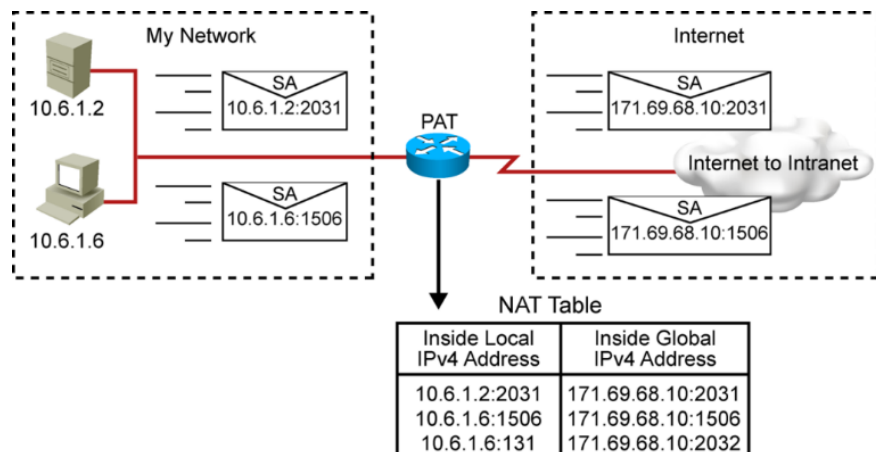 My Network
Internet
10.6.1.2
SA
10.6.1.2:2031
SA
171.69.68.10:2031
PAT
Internet to Intranet
10.6.1.6
SA
10.6.1.6:1506
SA
171.69.68.10:1506
NAT Table
Inside Local
IPv4 Address
Inside Global
IPv4 Address
10.6.1.2:2031
171.69.68.10:2031
10.6.1.6:1506
171.69.68.10:1506
10.6.1.6:131
171.69.68.10:2032